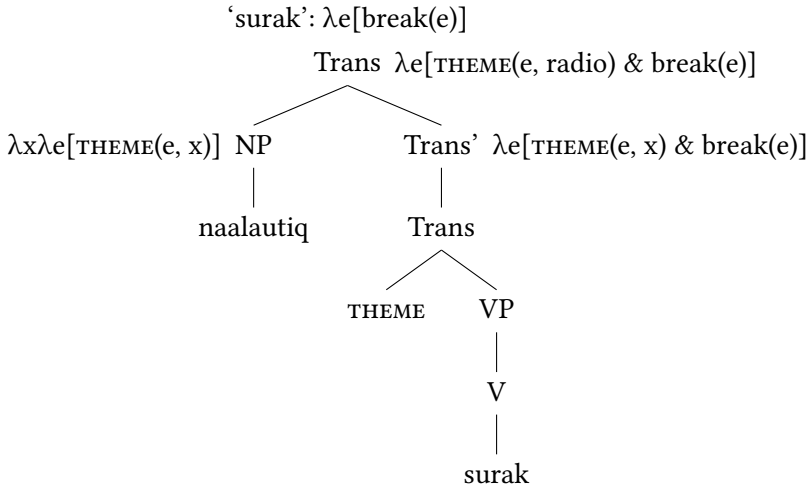 ‘surak’: λe[break(e)]
Trans λe[THEME(e, radio) & break(e)]
λxλe[THEME(e, x)] NP Trans’ λe[THEME(e, x) & break(e)]
naalautiq Trans
THEME VP
V
surak